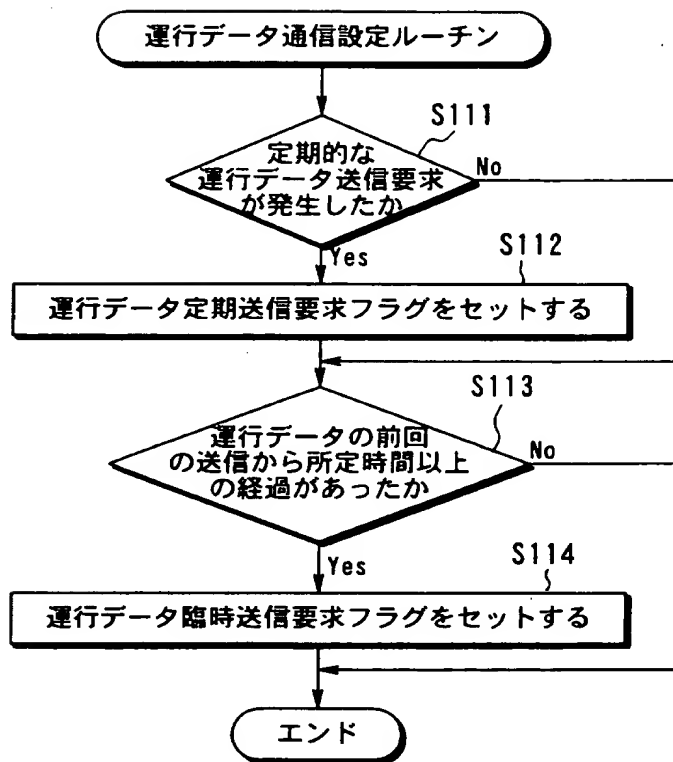 運行データ通信設定ルーチン
S111
定期的な
運行データ送信要求
が発生したか
No
Yes
S112
運行データ定期送信要求フラグをセットする
S113
運行データの前回
の送信から所定時間以上
の経過があったか
No
Yes
S114
運行データ臨時送信要求フラグをセットする
エンド